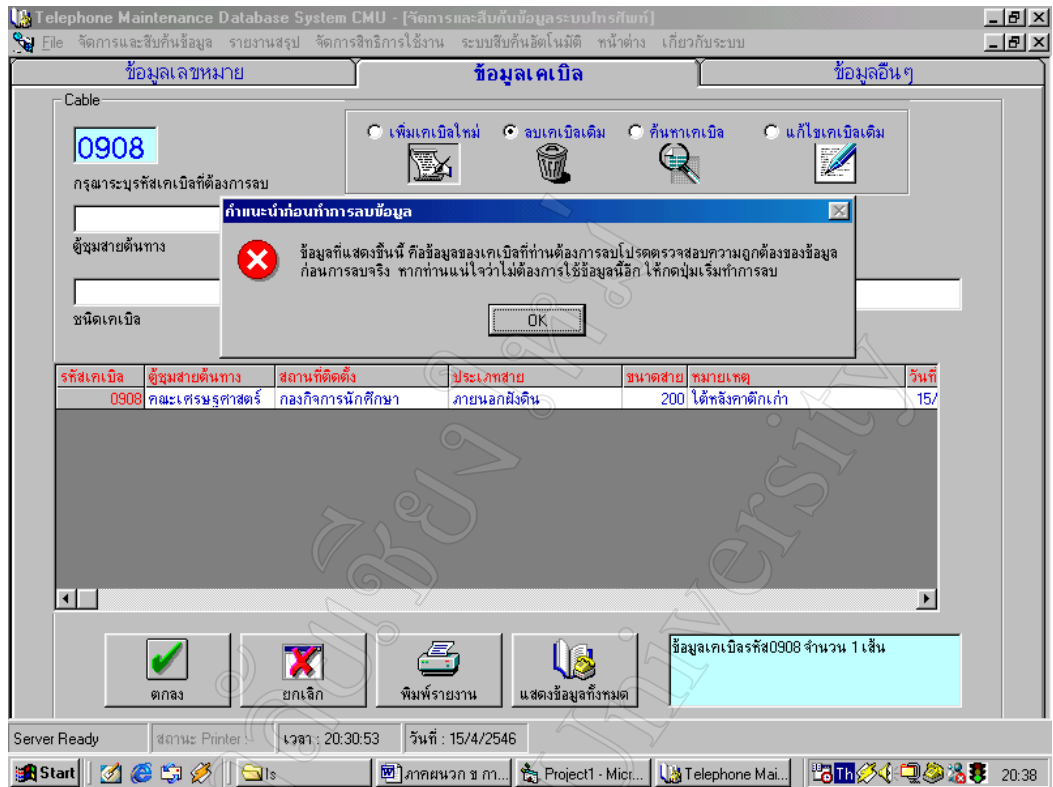 Telephone Maintenance Database System CMU - [จัดการและสืบค้นข้อมูลระบบโทรศัพท์]
File จัดการและสืบค้นข้อมูล รายงานสรุป จัดการสิทธิการใช้งาน ระบบสืบค้นอัตโนมัติ หน้าต่าง เกี่ยวกับระบบ
ข้อมูลเลขหมาย ข้อมูลเคเบิล ข้อมูลอื่นๆ
Cable
เพิ่มเคเบิลใหม่ ลบเคเบิลเดิม ค้นหาเคเบิล แก้ไขเคเบิลเดิม
0908
กรุณาระบุรหัสเคเบิลที่ต้องการลบ
คำแนะนำก่อนทำการลบข้อมูล
ตู้ชุมสายต้นทาง
ข้อมูลที่แสดงขึ้นนี้ คือข้อมูลของเคเบิลที่ท่านต้องการลบโปรดตรวจสอบความถูกต้องของข้อมูล
ก่อนการลบจริง หากท่านแน่ใจว่าไม่ต้องการใช้ข้อมูลนี้อีก ให้กดปุ่มเริ่มทำการลบ
OK
ชนิดเคเบิล
รหัสเคเบิล ตู้ชุมสายต้นทาง สถานที่ติดตั้ง ประเภทสาย ขนาดสาย หมายเหตุ วันที่
0908 คณะเศรษฐศาสตร์ กองกิจการนักศึกษา ภายนอกฝังดิน 200 ใต้หลังคาตึกเก่า 15/
ข้อมูลเคเบิลรหัส0908 จำนวน 1 เส้น
ตกลง ยกเลิก พิมพ์รายงาน แสดงข้อมูลทั้งหมด
Server Ready สถานะ Printer :- เวลา : 20:30:53 วันที่ : 15/4/2546
Start ls ภาคผนวก ข กา... Project1 - Micr... Telephone Mai... Th 20:38
University